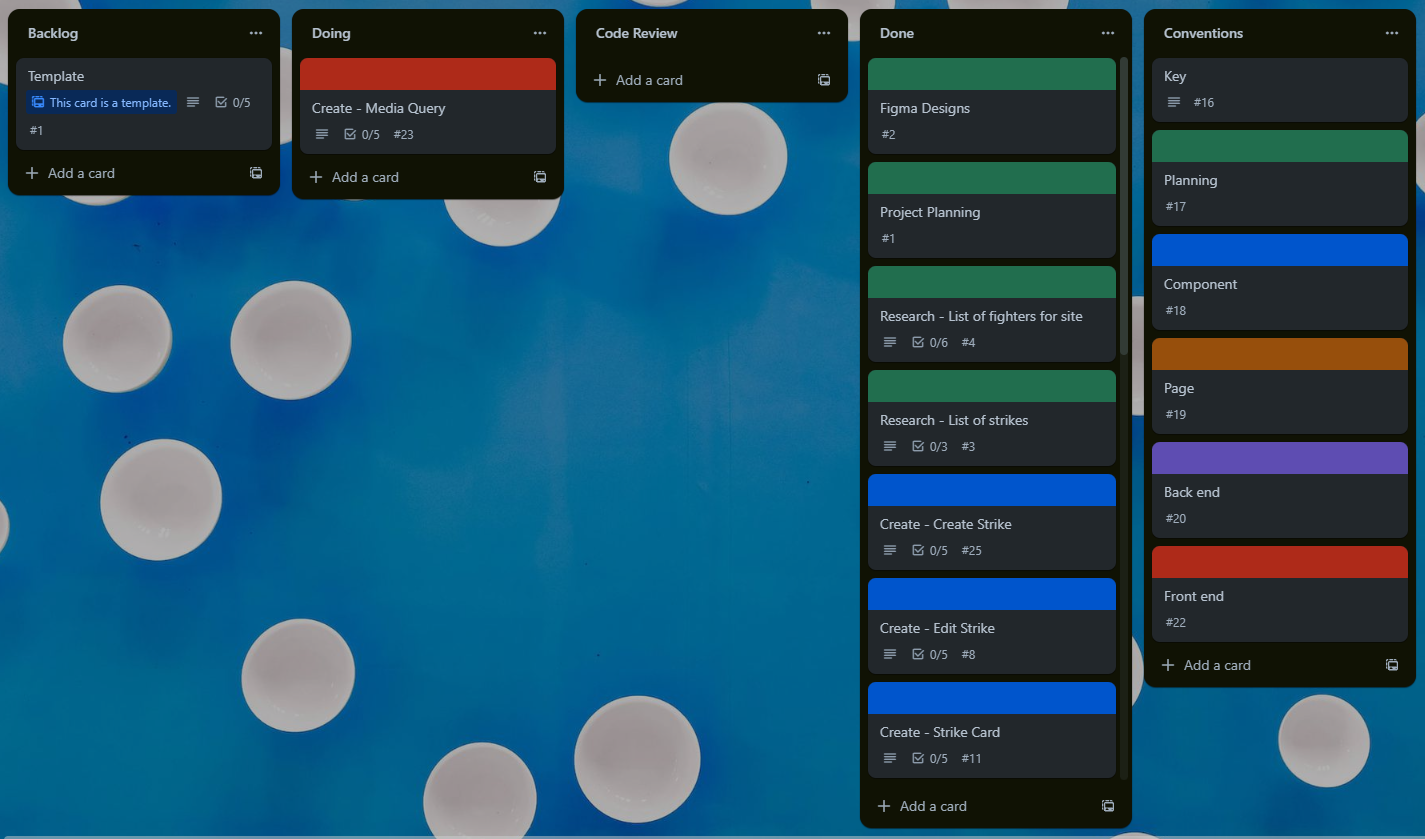 Backlog
Template
This card is a template.
0/5
#1
Add a card
Doing
Create - Media Query
0/5
#23
Add a card
Code Review
Add a card
Done
Figma Designs
#2
Project Planning
#1
Research - List of fighters for site
0/6
#4
Research - List of strikes
0/3
#3
Create - Create Strike
0/5
#25
Create - Edit Strike
0/5
#8
Create - Strike Card
0/5
#11
Add a card
Conventions
Key
#16
Planning
#17
Component
#18
Page
#19
Back end
#20
Front end
#22
Add a card